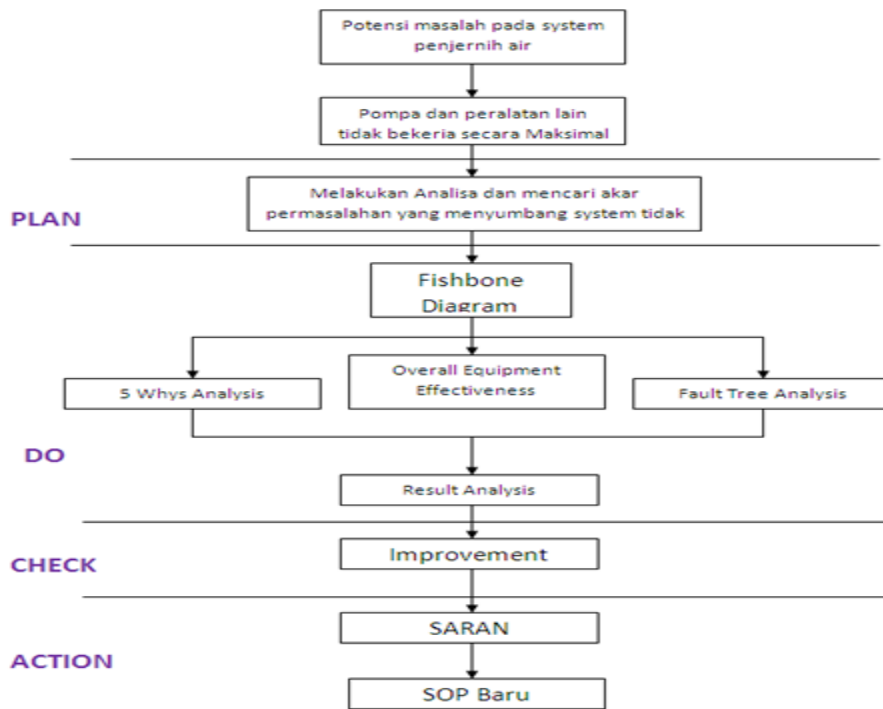 Potensi masalah pada system
penjernih air
Pompa dan peralatan lain
tidak bekerja secara Maksimal
Melakukan Analisa dan mencari akar
permasalahan yang menyumbang system tidak
PLAN
Fishbone
Diagram
5 Whys Analysis
Overall Equipment
Effectiveness
Fault Tree Analysis
DO
Result Analysis
CHECK
Improvement
SARAN
ACTION
SOP Baru